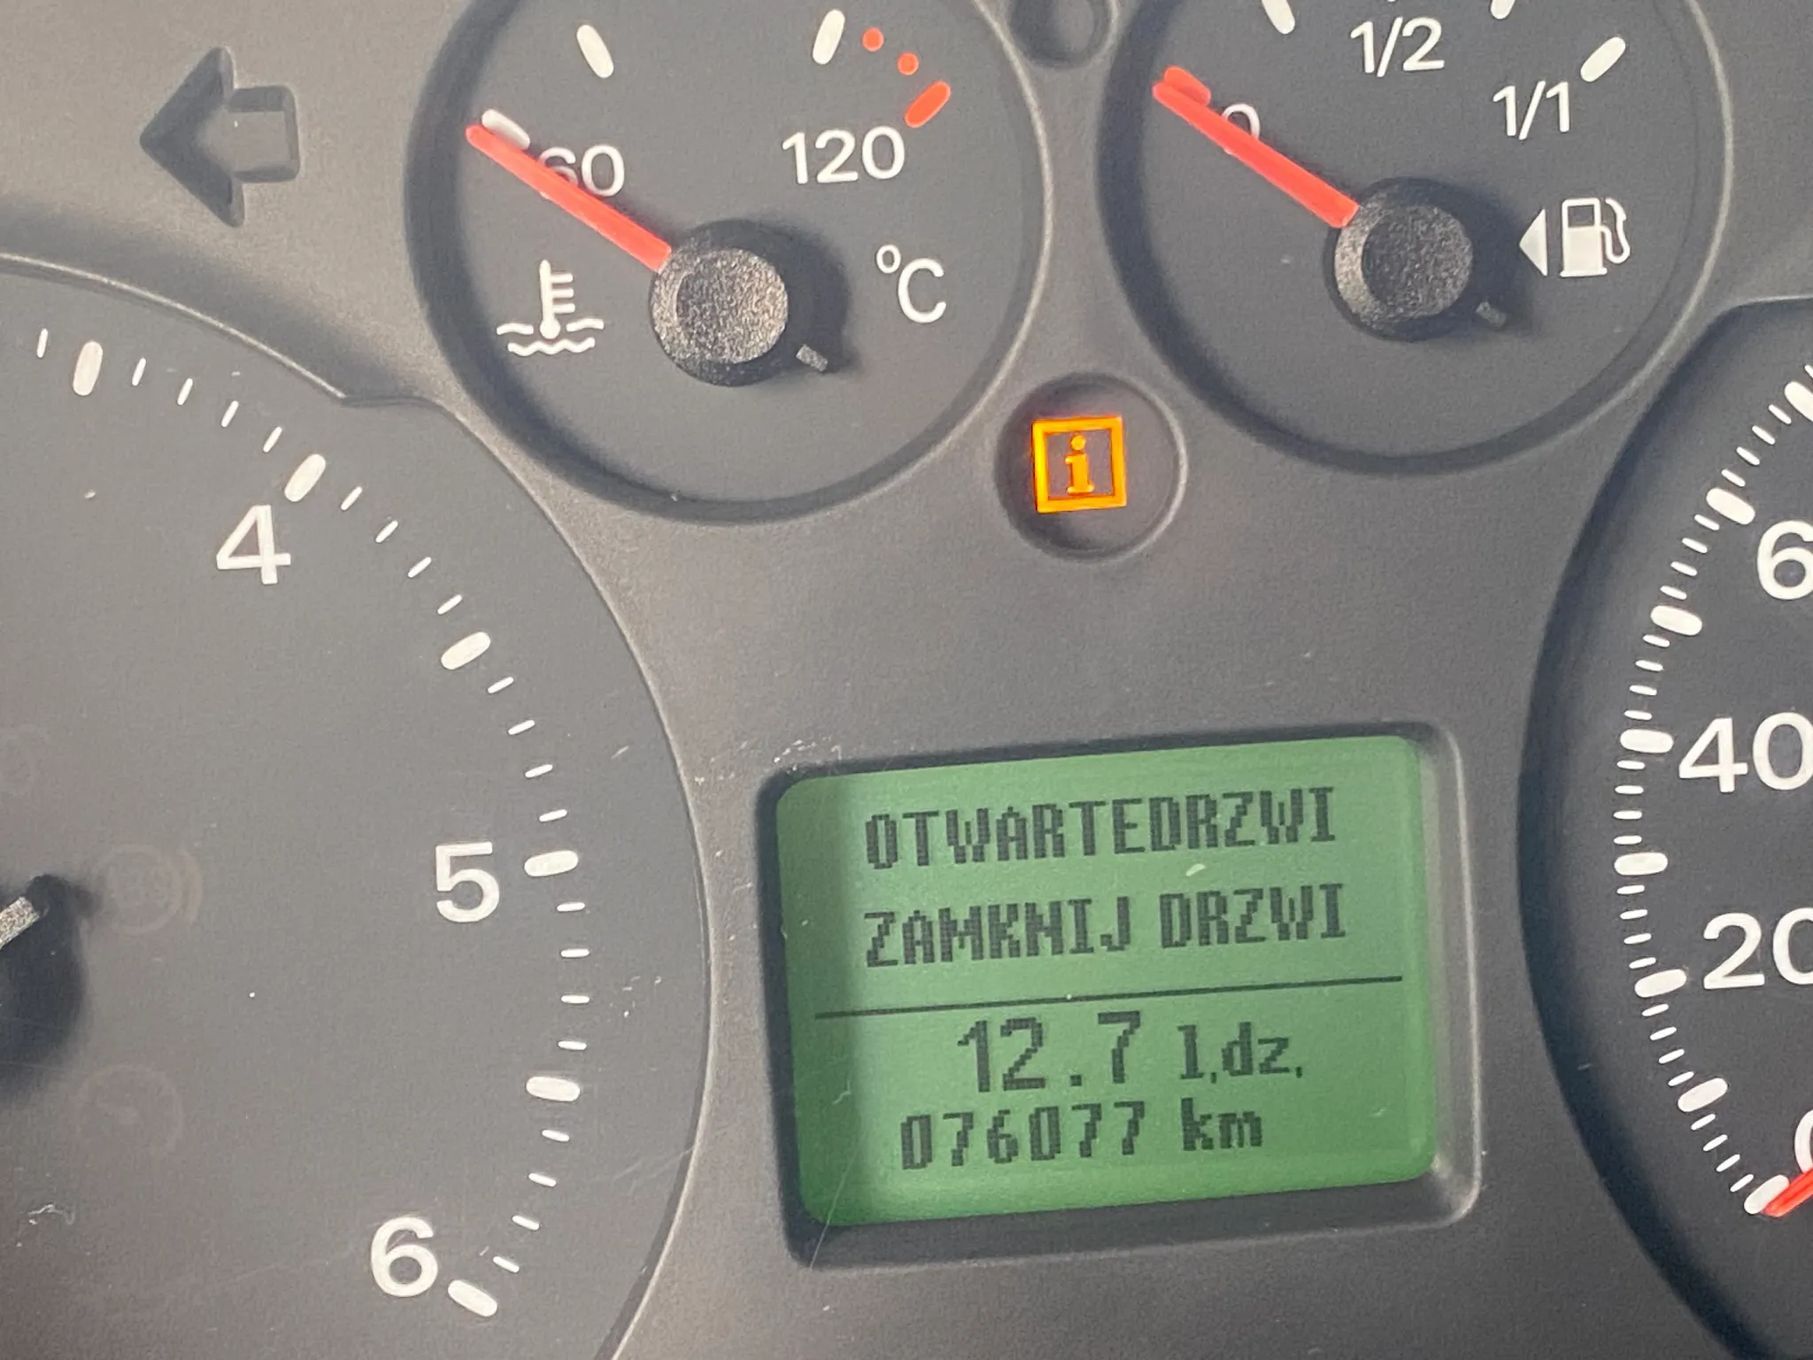 1/2
1/1
60
120
0
°C
4
5
6
i
6
40
20
OTWARTEDRZWI
ZAMKNIJ DRZWI
12.7 l.dz.
076077 km